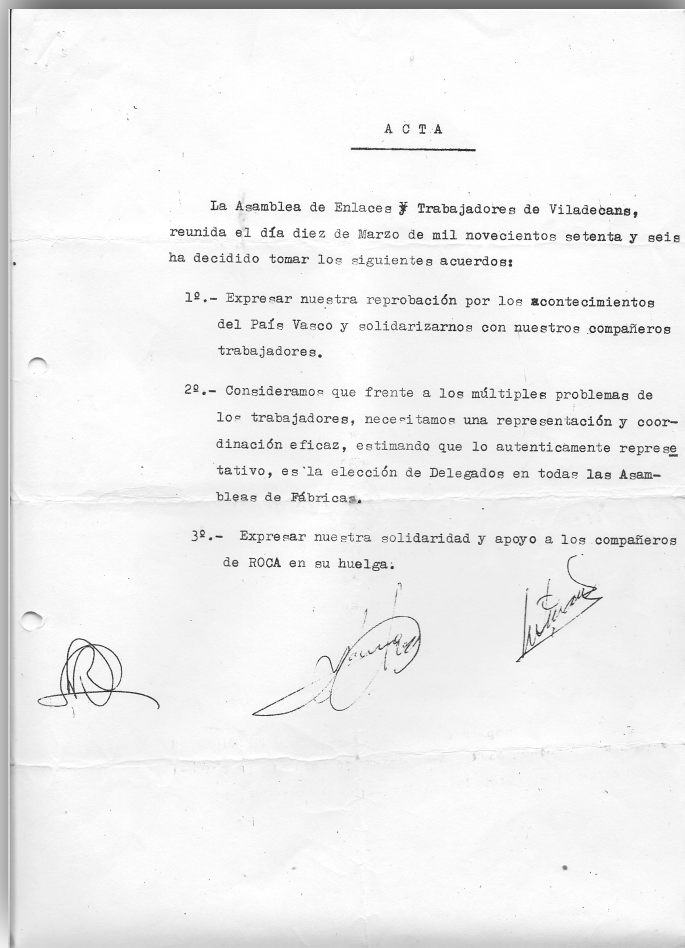 A C T A
La Asamblea de Enlaces y Trabajadores de Viladecans,
reunida el día diez de Marzo de mil novecientos setenta y seis
ha decidido tomar los siguientes acuerdos:
1º.- Expresar nuestra reprobación por los acontecimientos
del País Vasco y solidarizarnos con nuestros compañeros
trabajadores.
2º.- Consideramos que frente a los múltiples problemas de
los trabajadores, necesitamos una representación y coor-
dinación eficaz, estimando que lo autenticamente represe
tativo, es la elección de Delegados en todas las Asam-
bleas de Fábricas.
3º.- Expresar nuestra solidaridad y apoyo a los compañeros
de ROCA en su huelga.